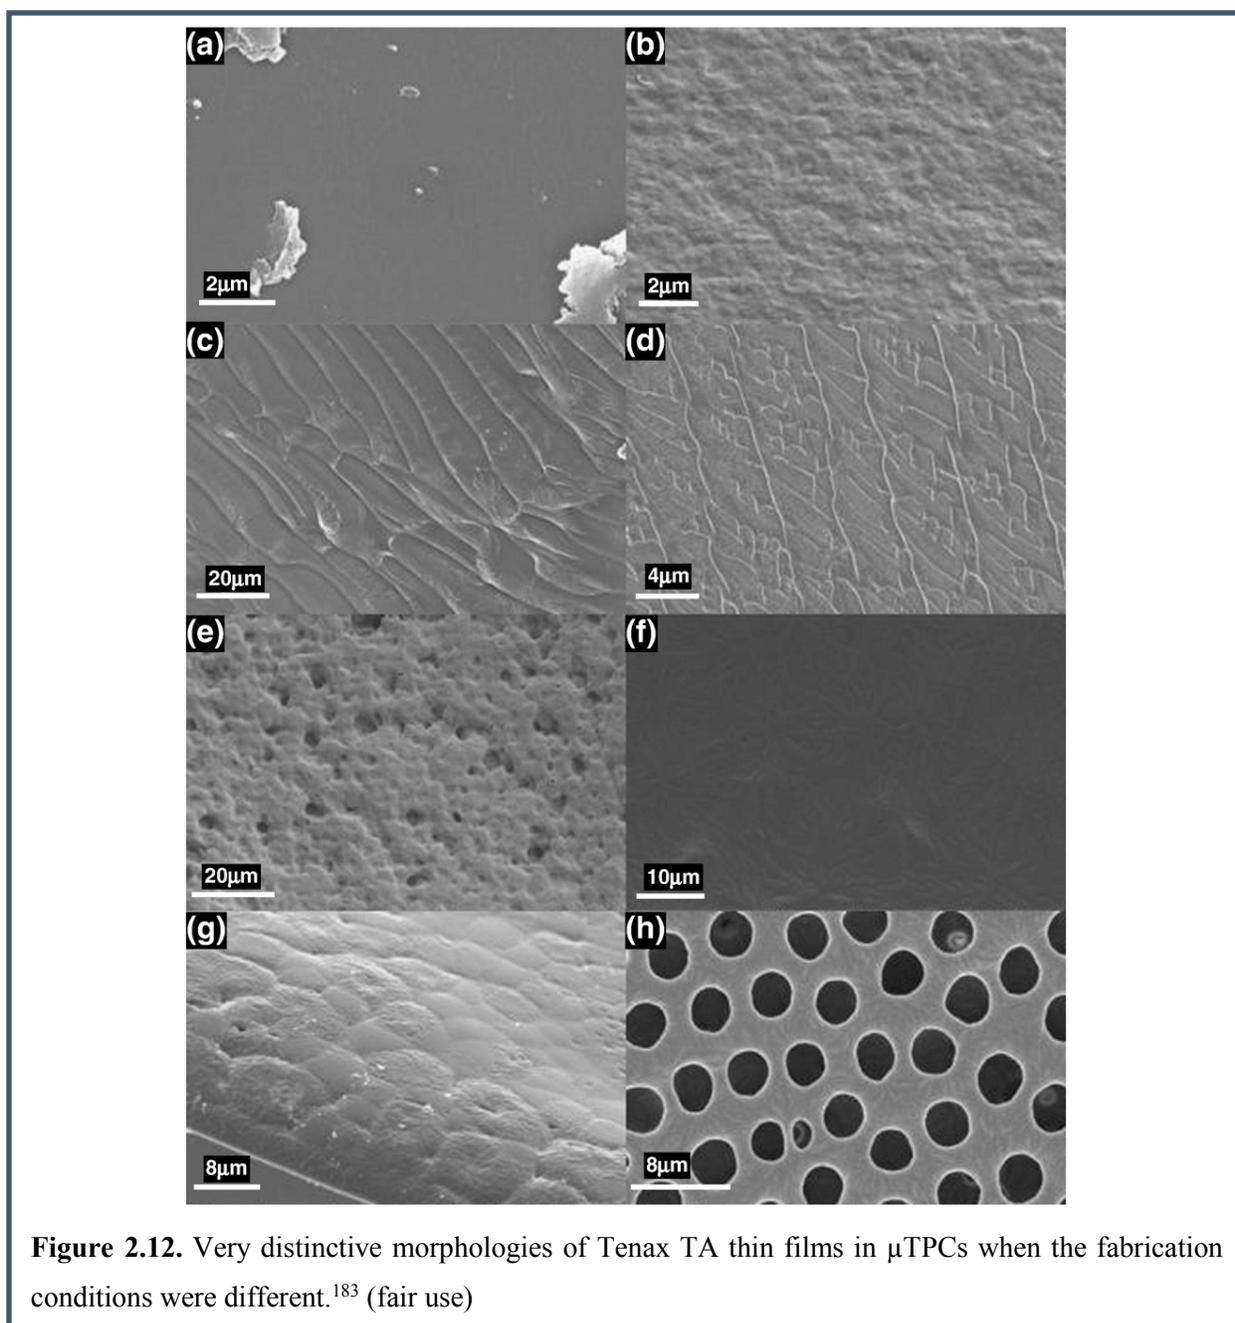 (a)
(b)
2μm
2μm
(c)
(d)
20μm
4μm
(e)
(f)
20μm
10μm
(g)
(h)
8μm
8μm
Figure 2.12. Very distinctive morphologies of Tenax TA thin films in μTPCs when the fabrication
conditions were different.¹⁸³ (fair use)